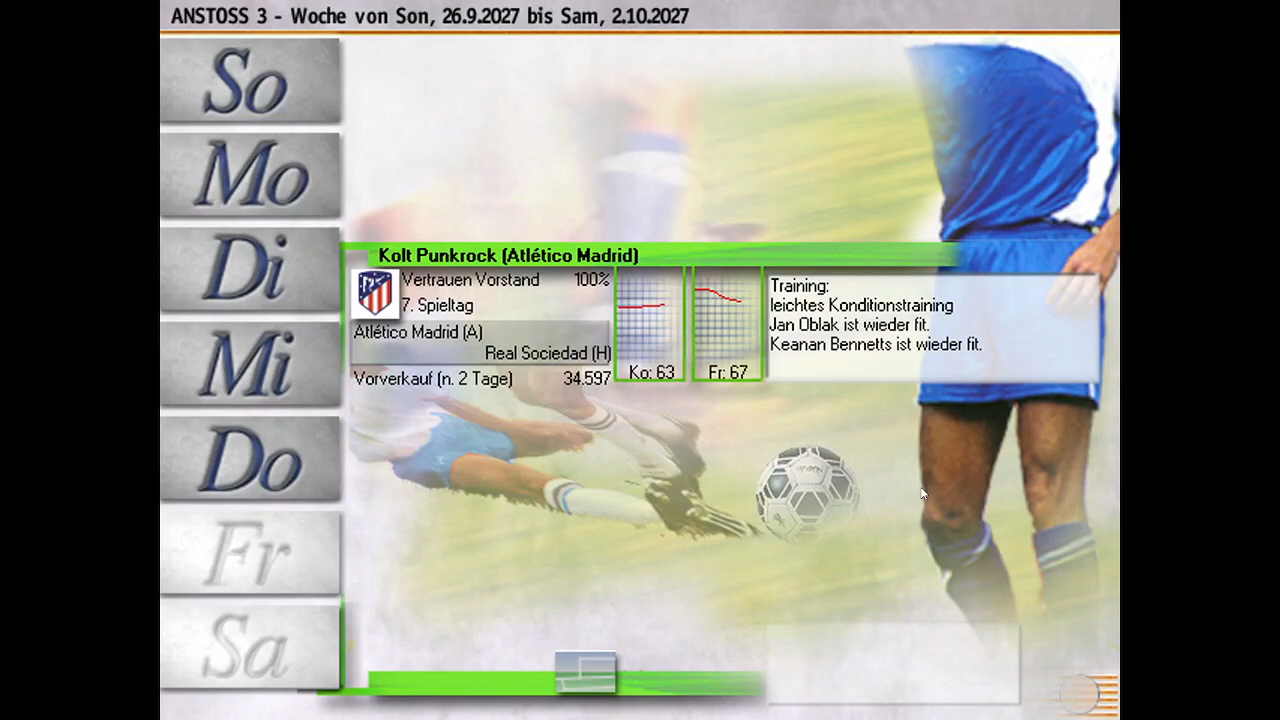 ANSTOSS 3 - Woche von Son, 26.9.2027 bis Sam, 2.10.2027
So
Mo
Di
Mi
Do
Fr
Sa
Kolt Punkrock (Atlético Madrid)
Vertrauen Vorstand 100%
7. Spieltag
Atlético Madrid (A)
Real Sociedad (H)
Vorverkauf (n. 2 Tage) 34.597
Ko: 63
Fr: 67
Training:
leichtes Konditionstraining
Jan Oblak ist wieder fit.
Keanan Bennetts ist wieder fit.